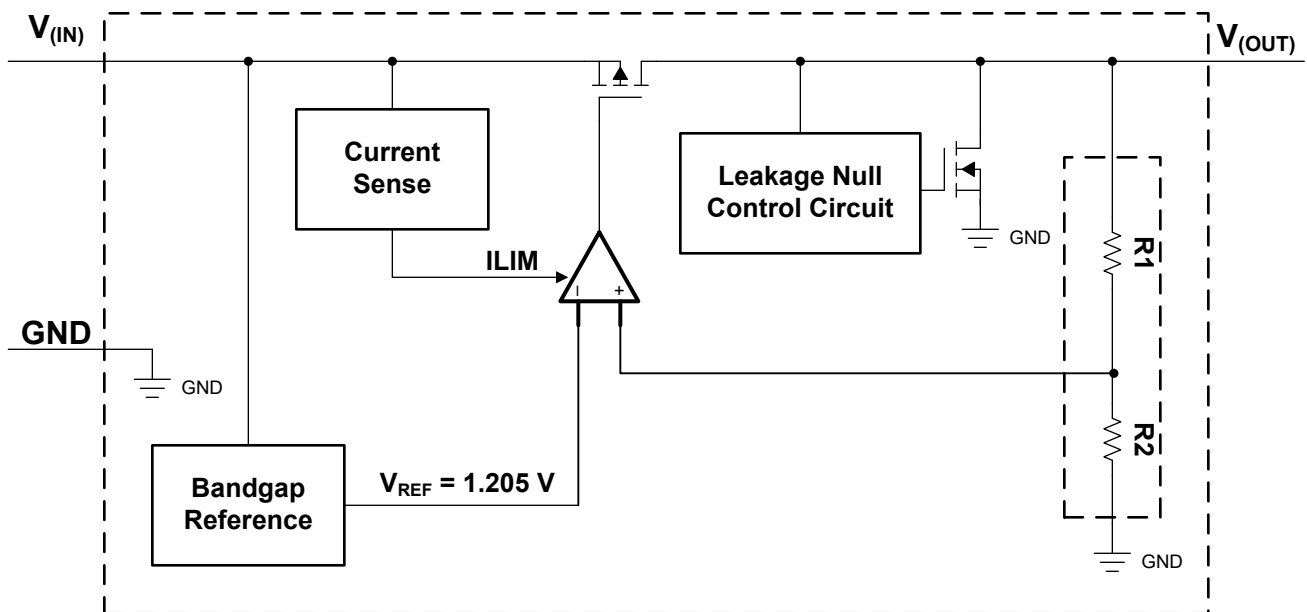 V(IN)
V(OUT)
Current
Sense
Leakage Null
Control Circuit
GND
R1
ILIM
- +
GND
GND
R2
Bandgap
Reference
VREF = 1.205 V
GND